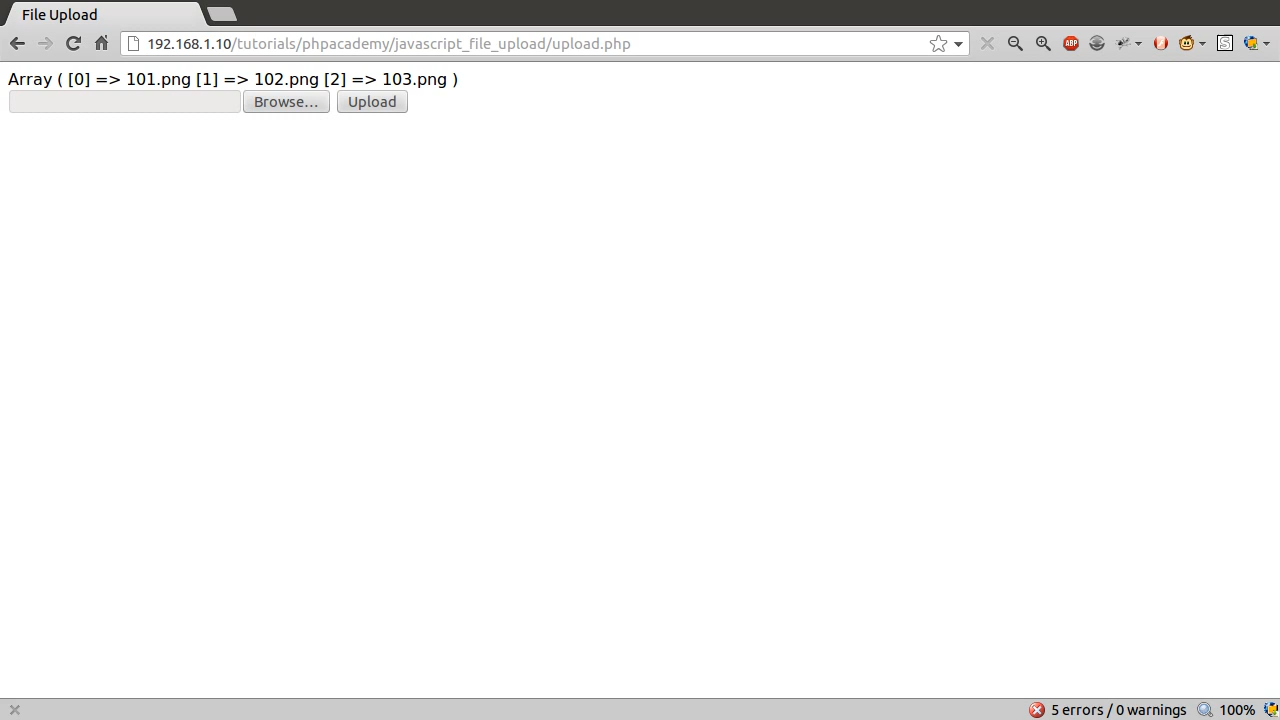 File Upload
192.168.1.10/tutorials/phpacademy/javascript_file_upload/upload.php
ABP
S
Array ( [0] => 101.png [1] => 102.png [2] => 103.png )
Browse... Upload
5 errors / 0 warnings 100%